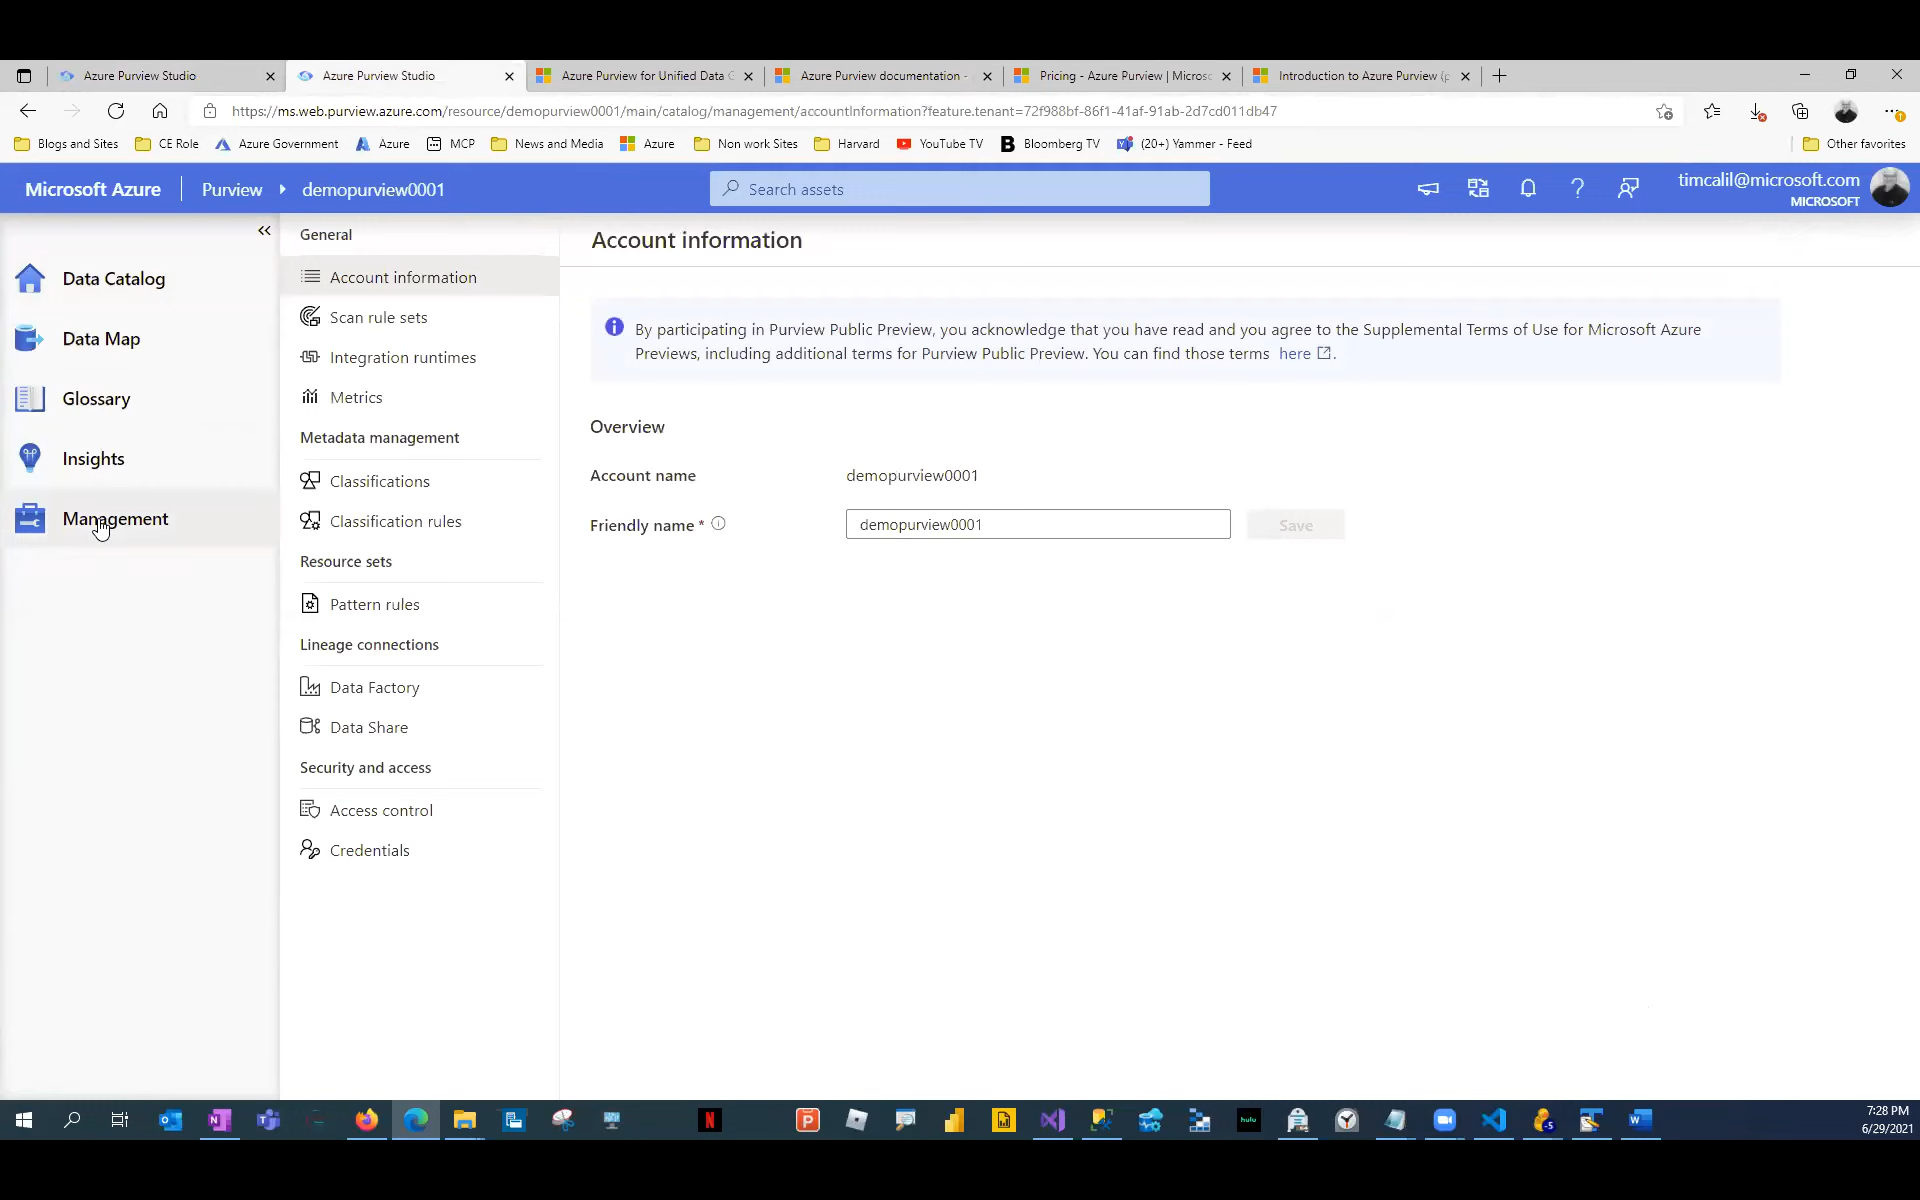 Azure Purview Studio
Azure Purview Studio
Azure Purview for Unified Data G
Azure Purview documentation -
Pricing - Azure Purview | Microso
Introduction to Azure Purview (p
https://ms.web.purview.azure.com/resource/demopurview0001/main/catalog/management/accountInformation?feature.tenant=72f988bf-86f1-41af-91ab-2d7cd011db47
Blogs and Sites
CE Role
Azure Government
Azure
MCP
News and Media
Azure
Non work Sites
Harvard
YouTube TV
Bloomberg TV
(20+) Yammer - Feed
Other favorites
Microsoft Azure
Purview
demopurview0001
Search assets
timcalil@microsoft.com
MICROSOFT
Data Catalog
Data Map
Glossary
Insights
Management
General
Account information
Scan rule sets
Integration runtimes
Metrics
Metadata management
Classifications
Classification rules
Resource sets
Pattern rules
Lineage connections
Data Factory
Data Share
Security and access
Access control
Credentials
Account information
By participating in Purview Public Preview, you acknowledge that you have read and you agree to the Supplemental Terms of Use for Microsoft Azure
Previews, including additional terms for Purview Public Preview. You can find those terms here.
Overview
Account name
demopurview0001
Friendly name *
demopurview0001
Save
hulu
7:28 PM
6/29/2021